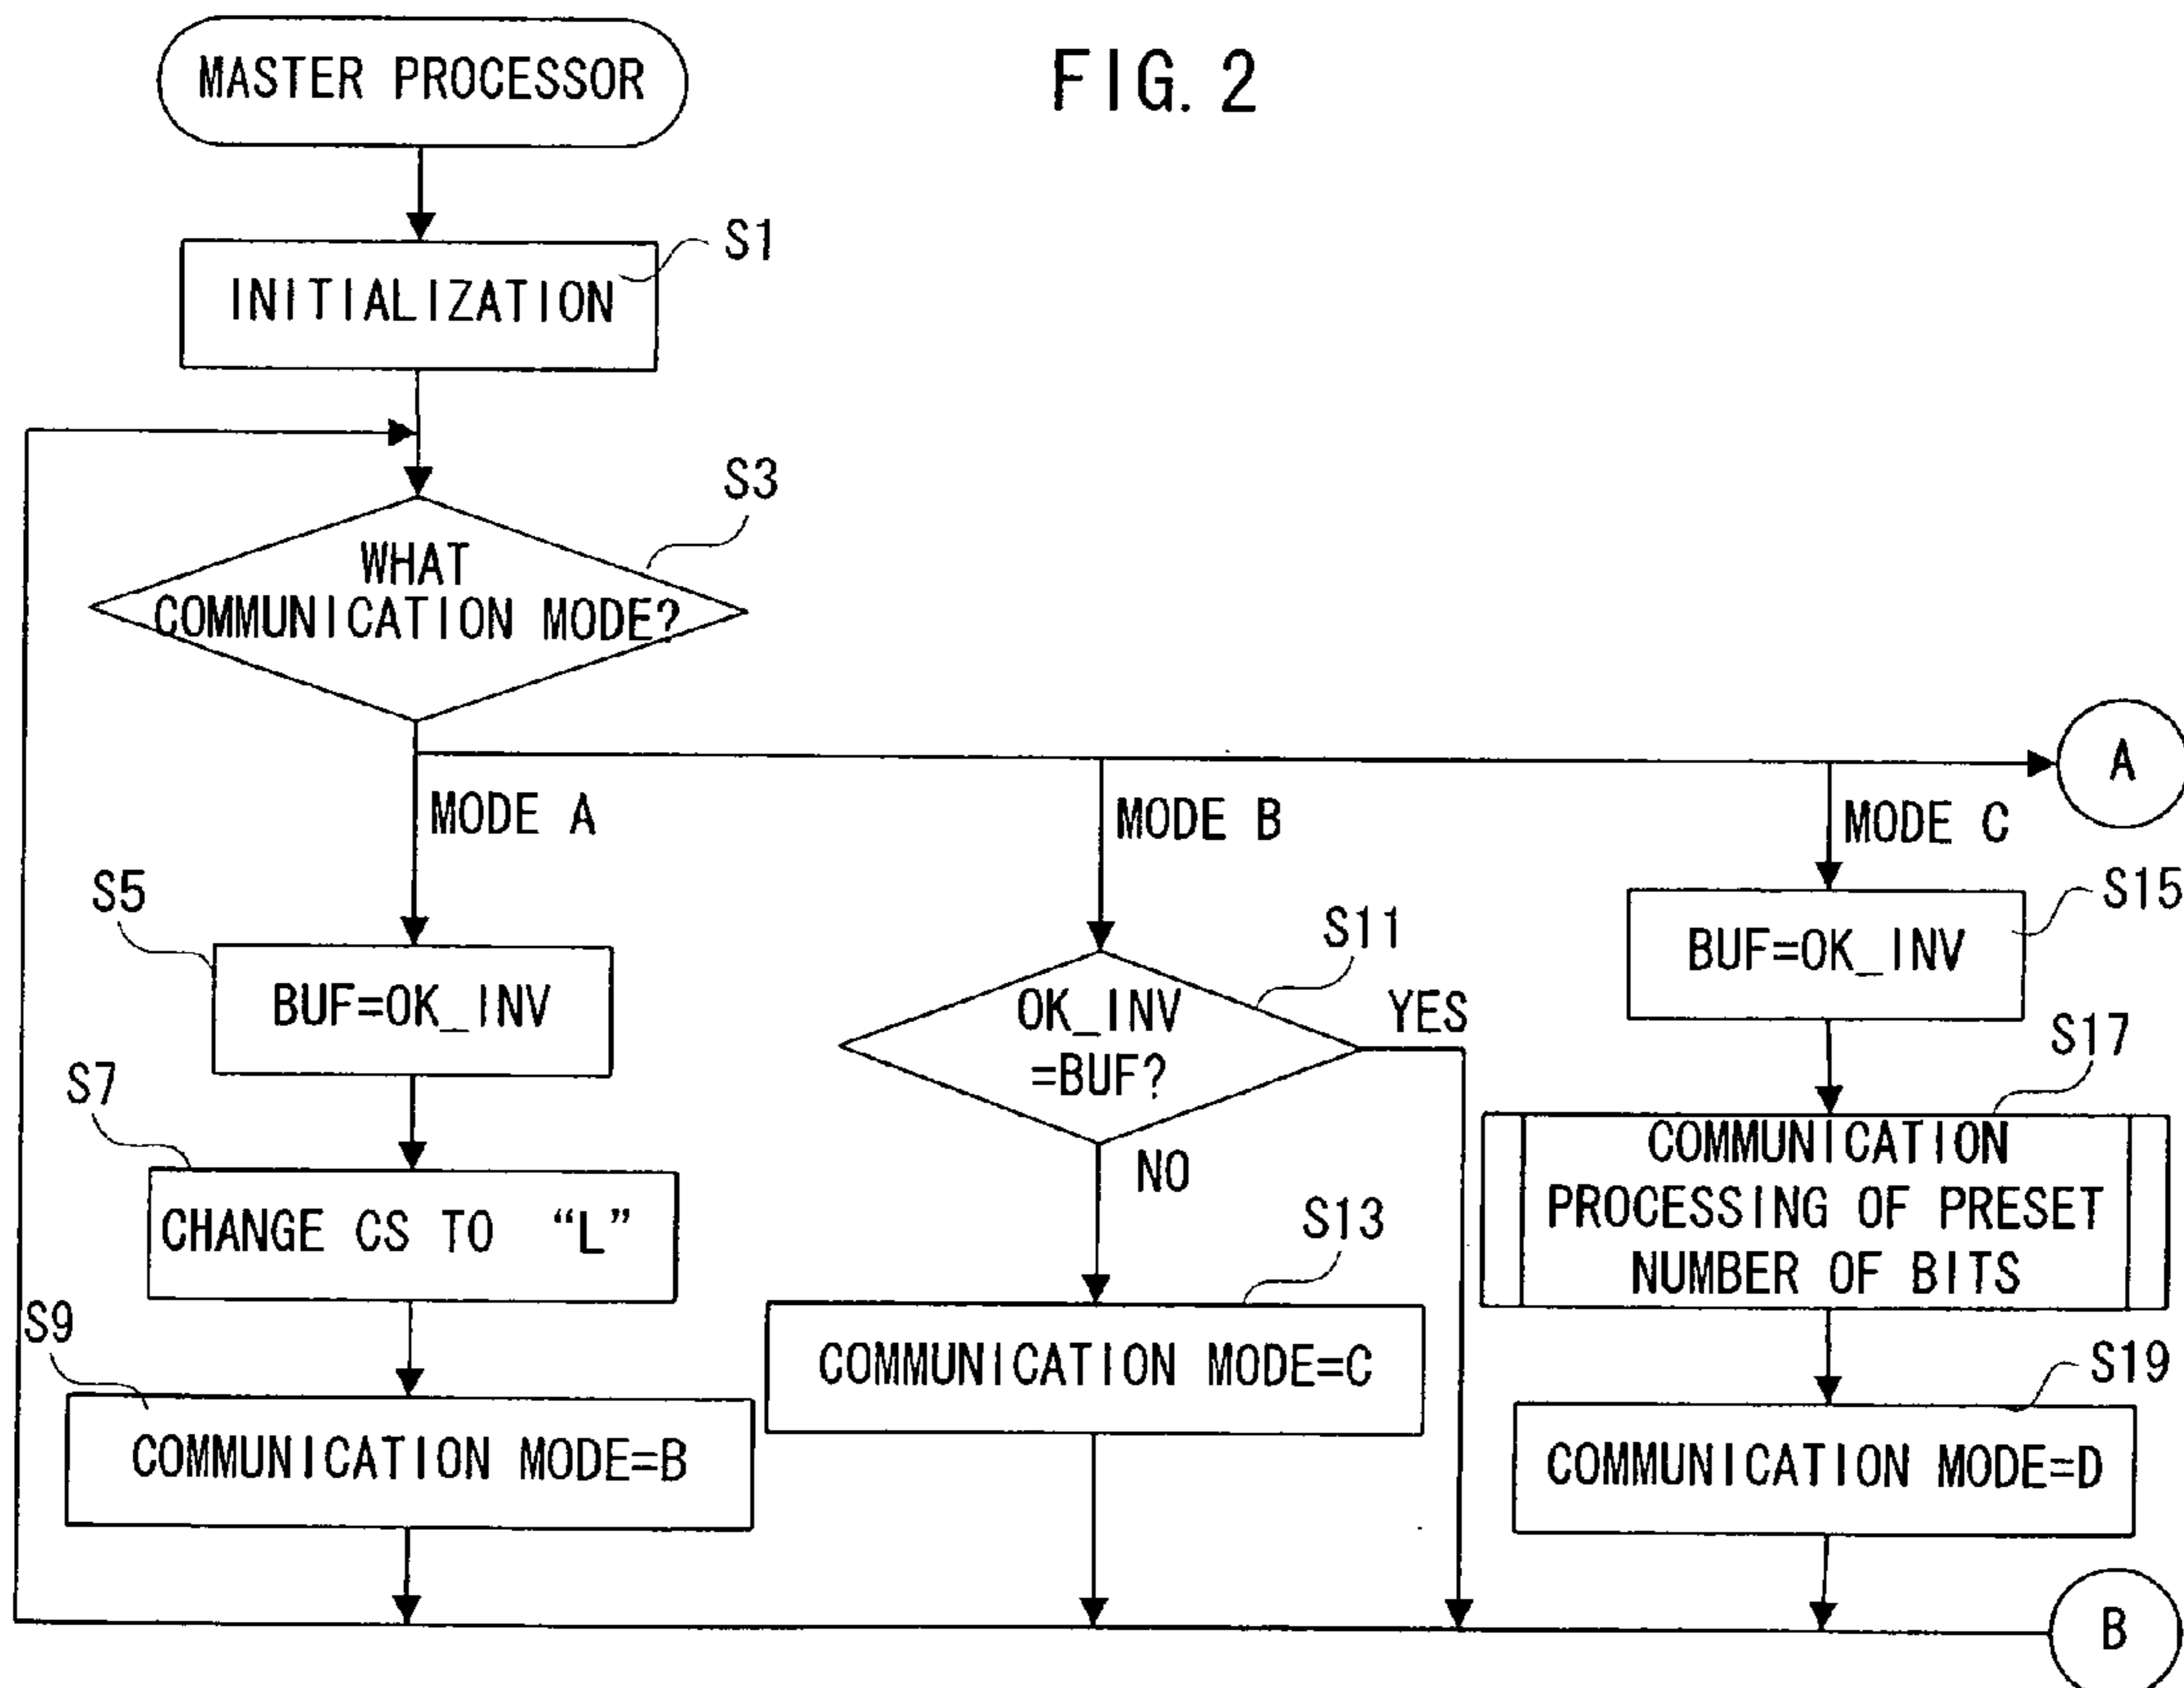 FIG. 2
MASTER PROCESSOR
S1
INITIALIZATION
S3
WHAT
COMMUNICATION MODE?
A
MODE A
MODE B
MODE C
S5
BUF=OK_INV
S7
CHANGE CS TO “L”
S9
COMMUNICATION MODE=B
S11
OK_INV
=BUF?
YES
NO
S13
COMMUNICATION MODE=C
S15
BUF=OK_INV
S17
COMMUNICATION
PROCESSING OF PRESET
NUMBER OF BITS
S19
COMMUNICATION MODE=D
B